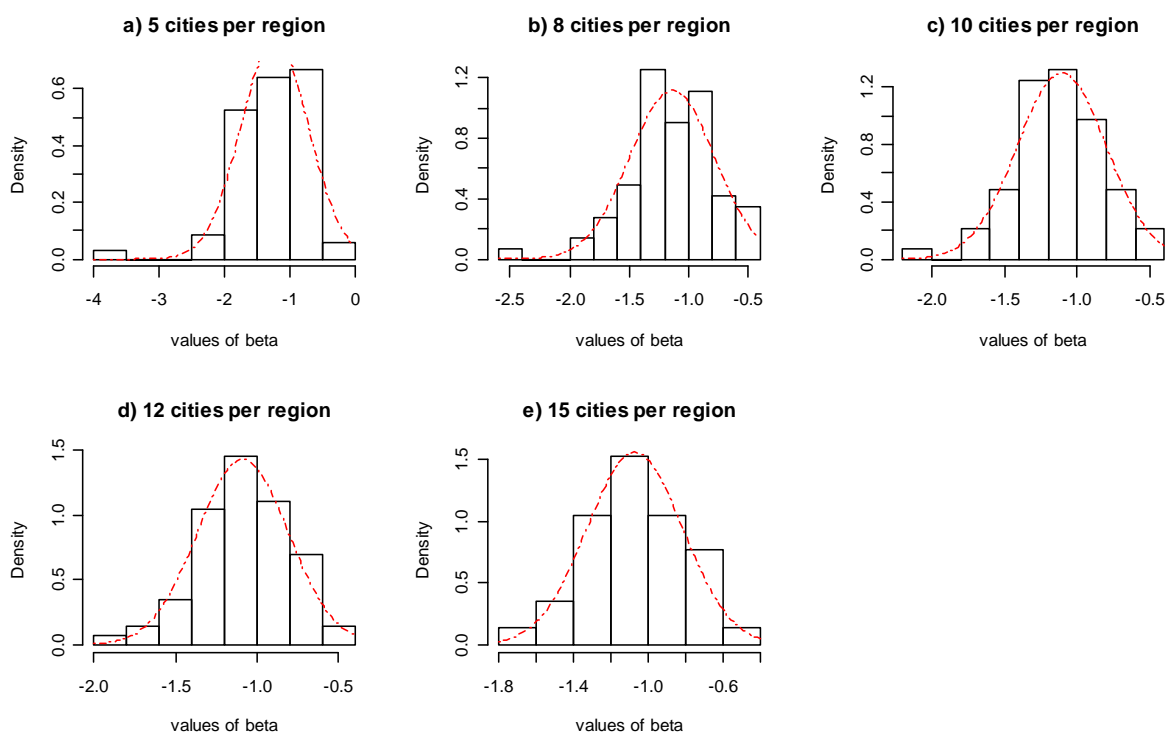 a) 5 cities per region
Density
0.0 0.2 0.4 0.6
-4 -3 -2 -1 0
values of beta
b) 8 cities per region
Density
0.0 0.4 0.8 1.2
-2.5 -2.0 -1.5 -1.0 -0.5
values of beta
c) 10 cities per region
Density
0.0 0.4 0.8 1.2
-2.0 -1.5 -1.0 -0.5
values of beta
d) 12 cities per region
Density
0.0 0.5 1.0 1.5
-2.0 -1.5 -1.0 -0.5
values of beta
e) 15 cities per region
Density
0.0 0.5 1.0 1.5
-1.8 -1.4 -1.0 -0.6
values of beta